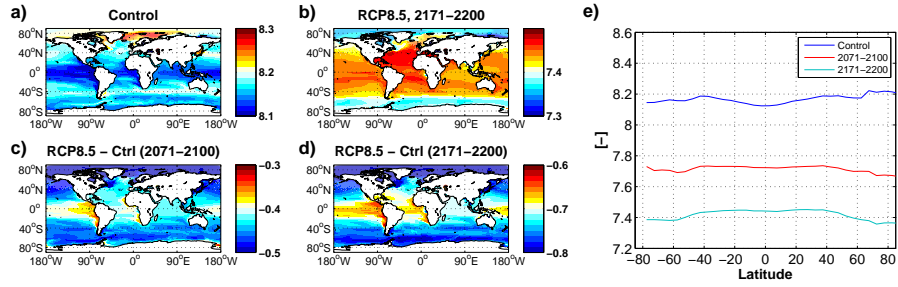 a) Control
80°N
40°N
0°
40°S
80°S
180°W 90°W 0° 90°E 180°W
8.3
8.2
8.1
b) RCP8.5, 2171−2200
80°N
40°N
0°
40°S
80°S
180°W 90°W 0° 90°E 180°W
7.4
7.3
c) RCP8.5 − Ctrl (2071−2100)
80°N
40°N
0°
40°S
80°S
180°W 90°W 0° 90°E 180°W
−0.3
−0.4
−0.5
d) RCP8.5 − Ctrl (2171−2200)
80°N
40°N
0°
40°S
80°S
180°W 90°W 0° 90°E 180°W
−0.6
−0.7
−0.8
e)
8.6
8.4
8.2
8
7.8
7.6
7.4
7.2
[−]
−80 −60 −40 −20 0 20 40 60 80
Latitude
Control
2071−2100
2171−2200